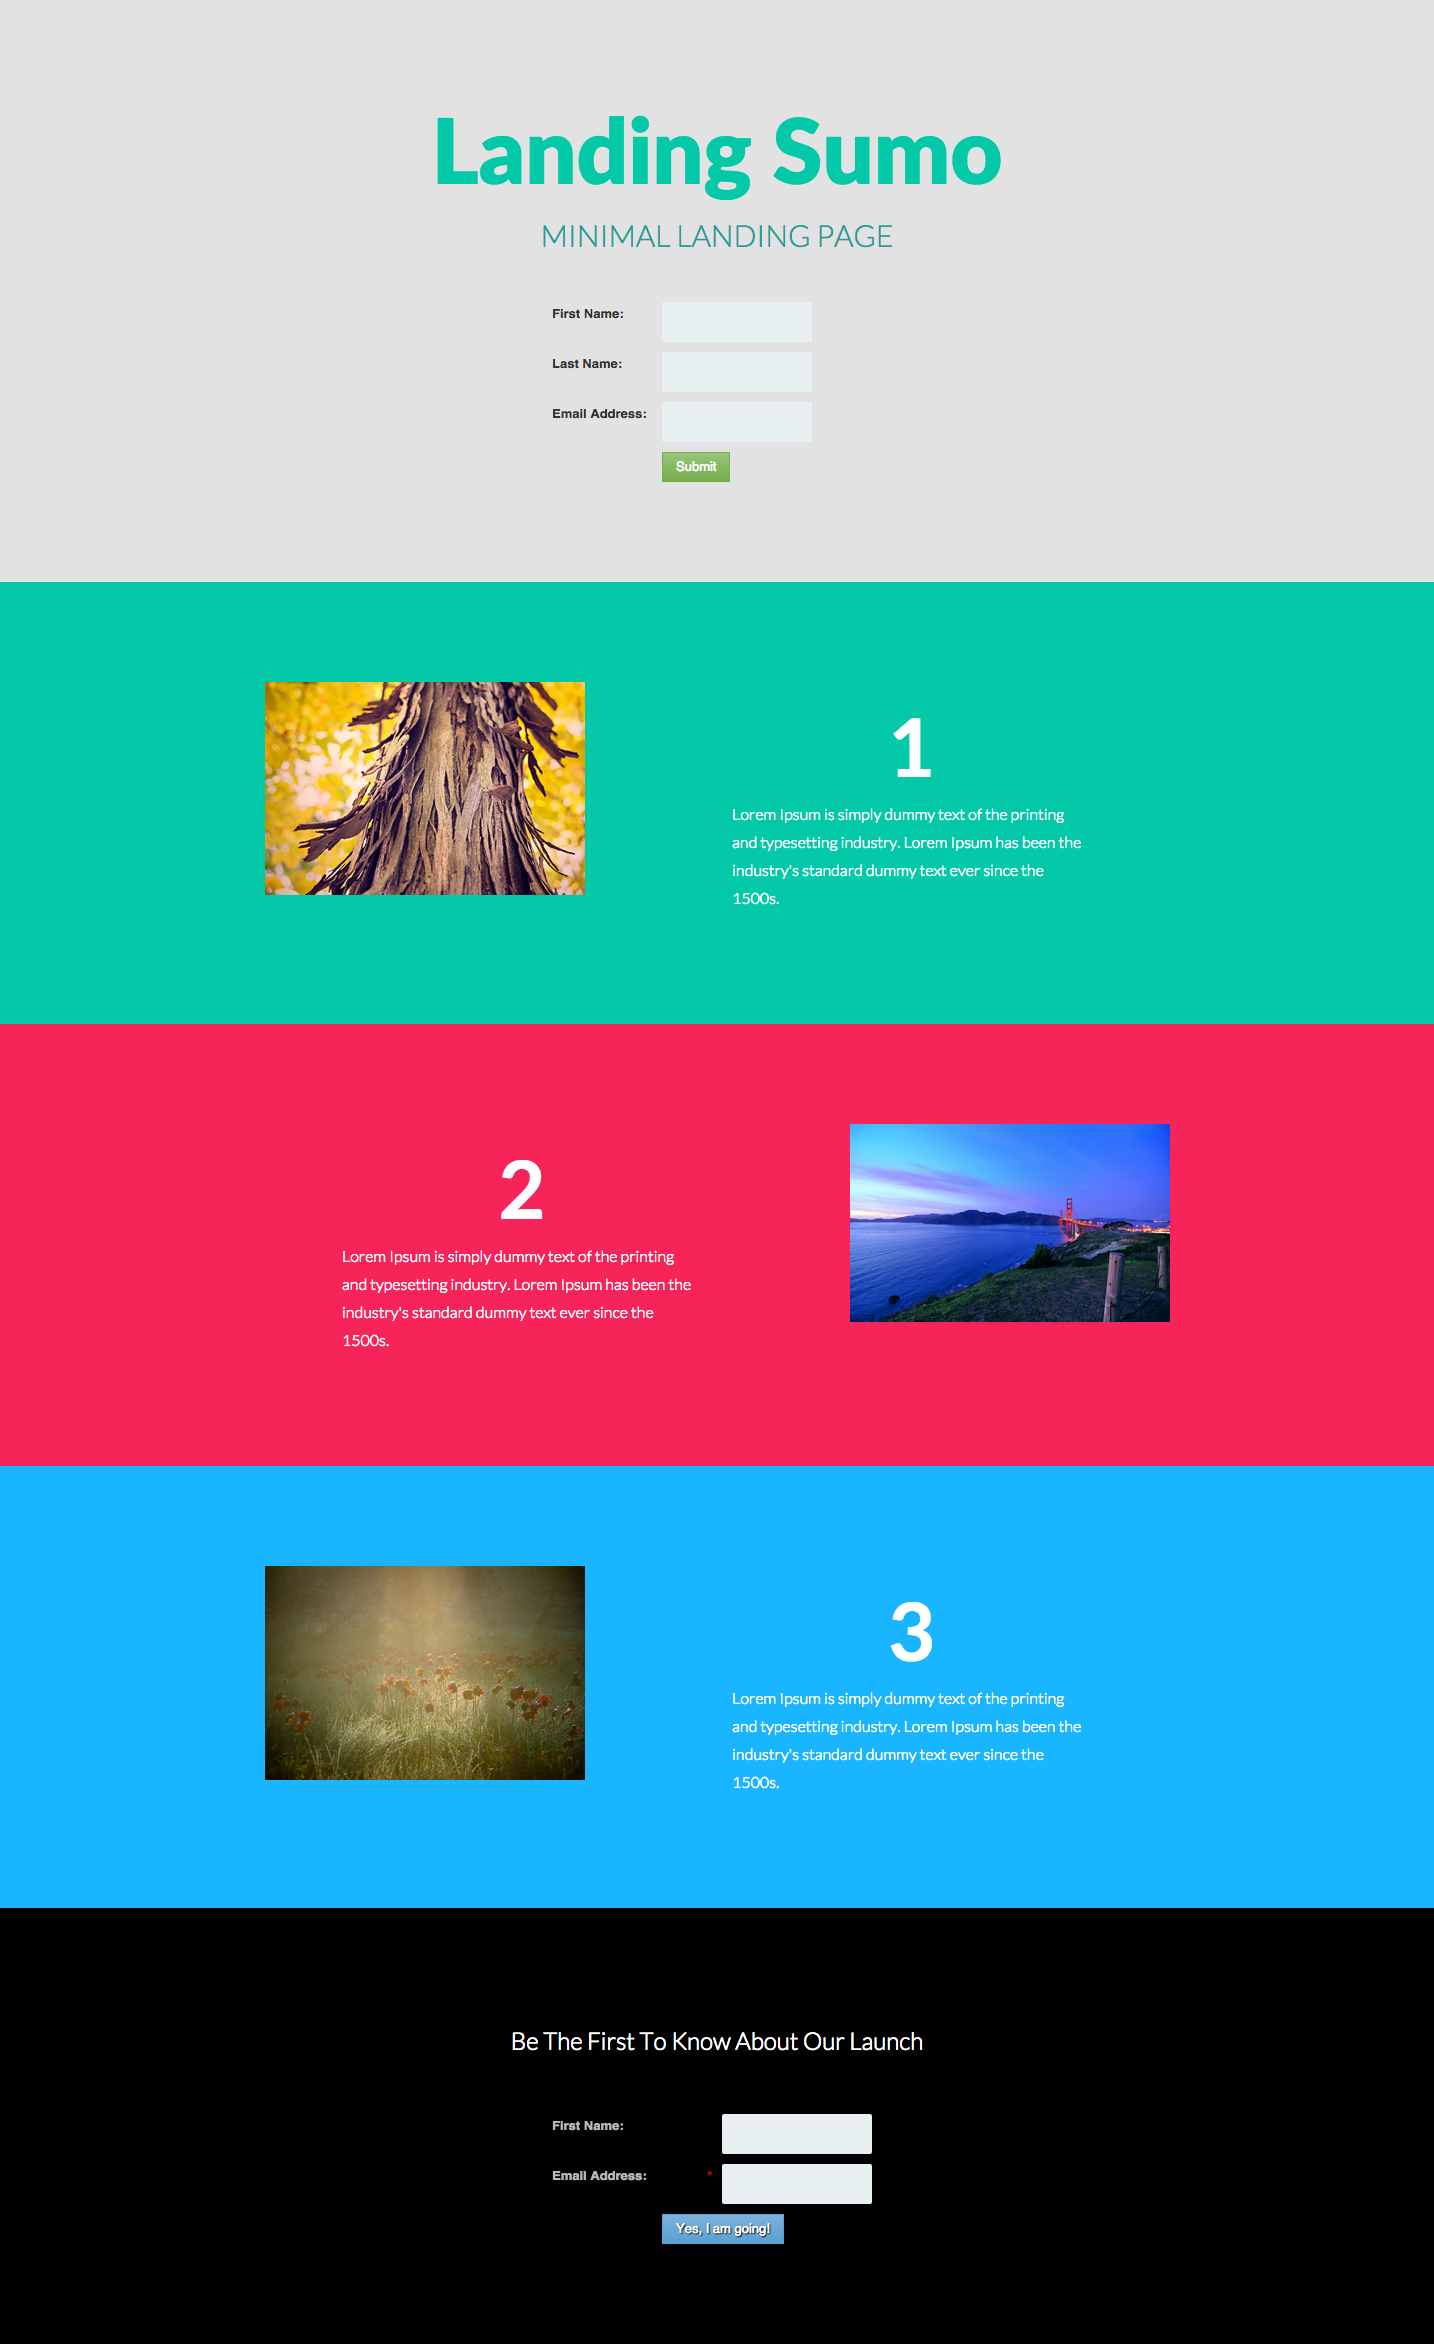 Landing Sumo
MINIMAL LANDING PAGE
First Name:
Last Name:
Email Address:
Submit
1
Lorem Ipsum is simply dummy text of the printing
and typesetting industry. Lorem Ipsum has been the
industry's standard dummy text ever since the
1500s.
2
Lorem Ipsum is simply dummy text of the printing
and typesetting industry. Lorem Ipsum has been the
industry's standard dummy text ever since the
1500s.
3
Lorem Ipsum is simply dummy text of the printing
and typesetting industry. Lorem Ipsum has been the
industry's standard dummy text ever since the
1500s.
Be The First To Know About Our Launch
First Name:
Email Address: *
Yes, I am going!